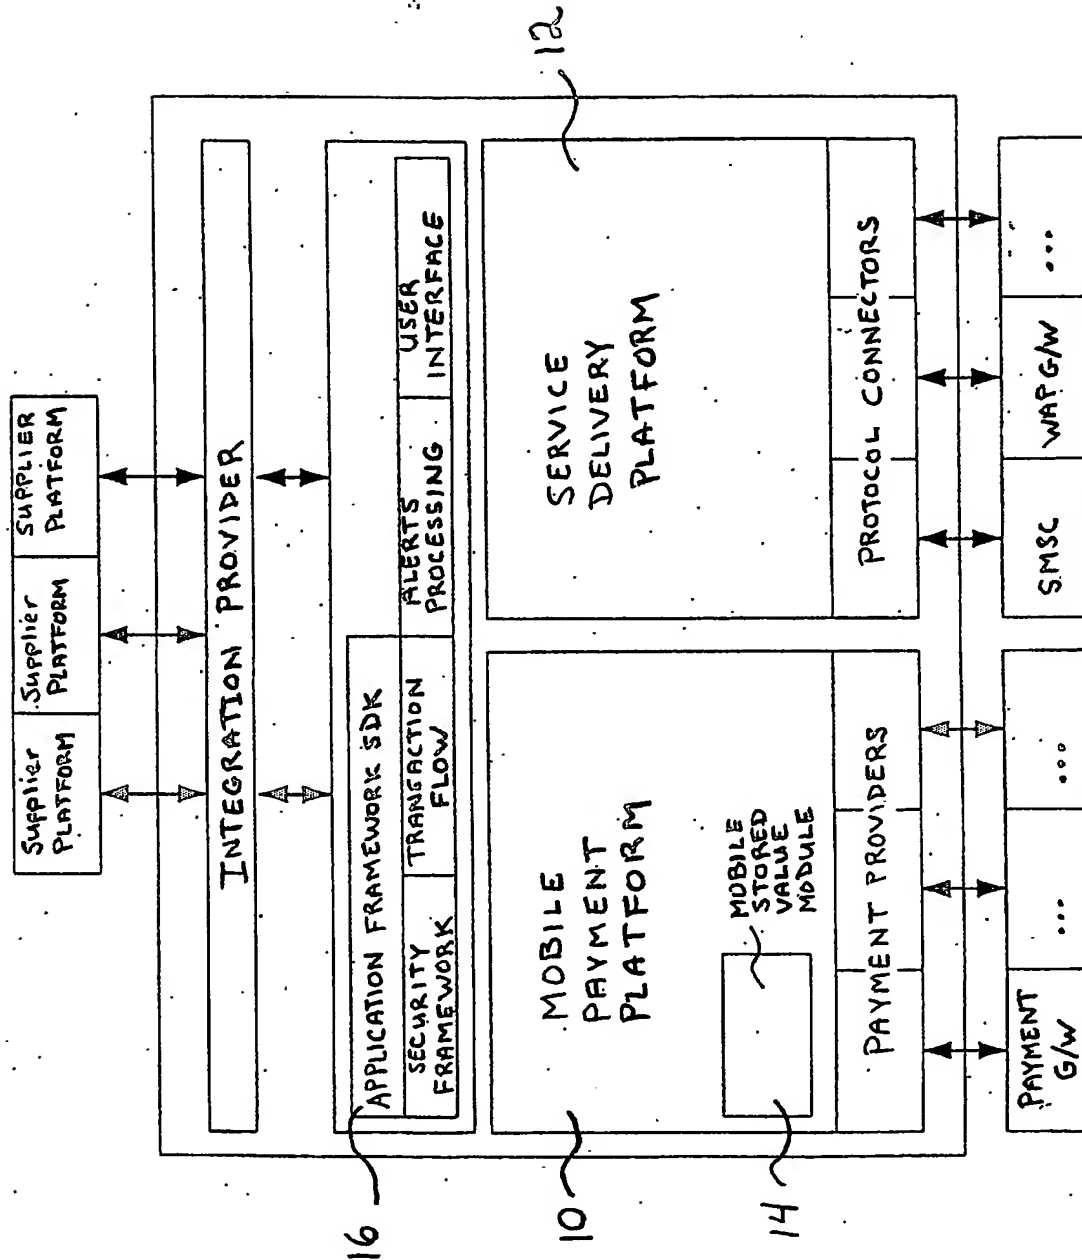 Supplier
PLATFORM
Supplier
PLATFORM
SUPPLIER
PLATFORM
INTEGRATION PROVIDER
16
APPLICATION FRAMEWORK SDK
SECURITY
FRAMEWORK
TRANSACTION
FLOW
ALERTS
PROCESSING
USER
INTERFACE
10
MOBILE
PAYMENT
PLATFORM
14
MOBILE
STORED
VALUE
MODULE
12
SERVICE
DELIVERY
PLATFORM
PAYMENT PROVIDERS
PROTOCOL CONNECTORS
PAYMENT
G/W
...
...
SMSC
WAP G/W
...